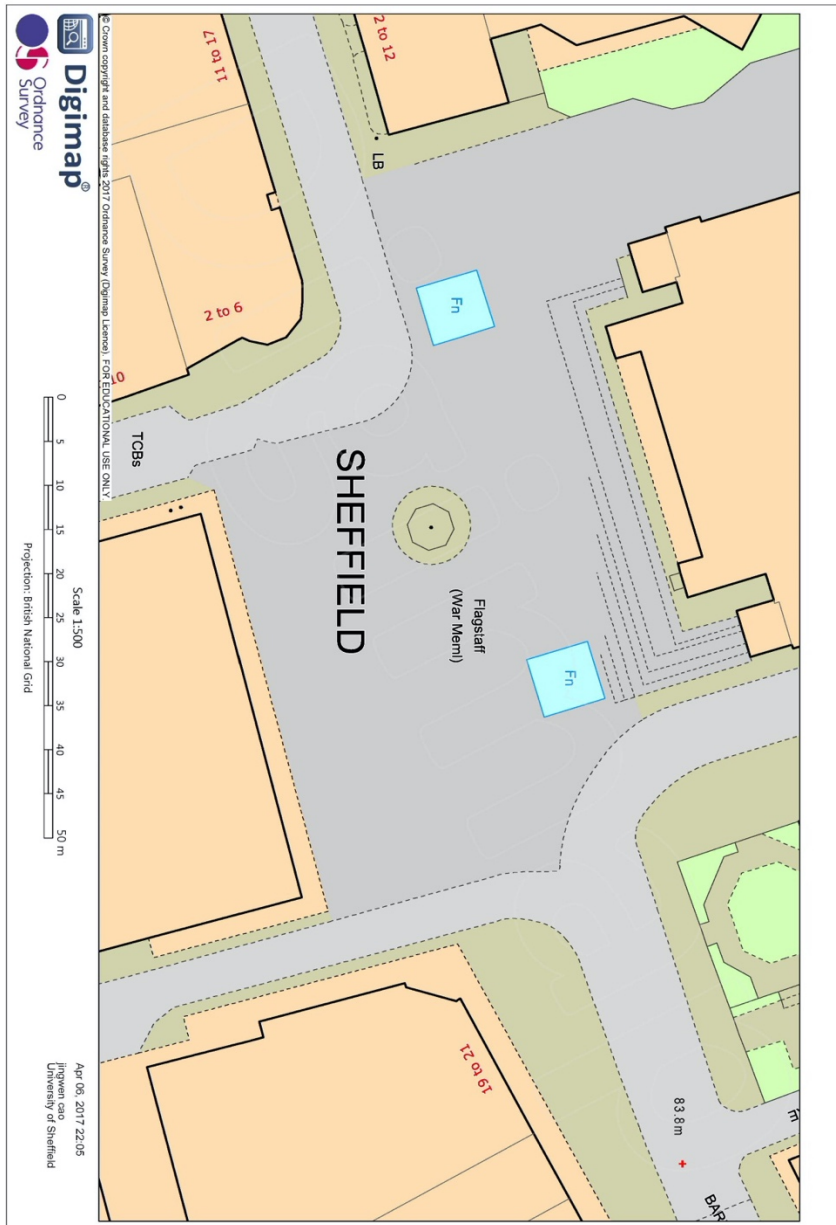 2 to 12
11 to 17
LB
2 to 6
10
Fn
TCBs
SHEFFIELD
Flagstaff
(War Meml)
Fn
19 to 21
83.8m
BAR
© Crown copyright and database rights 2017 Ordnance Survey (Digimap Licence). FOR EDUCATIONAL USE ONLY.
Digimap®
Ordnance
Survey
Scale 1:500
0 5 10 15 20 25 30 35 40 45 50 m
Projection: British National Grid
Apr 06, 2017 22:05
jingwen cao
University of Sheffield